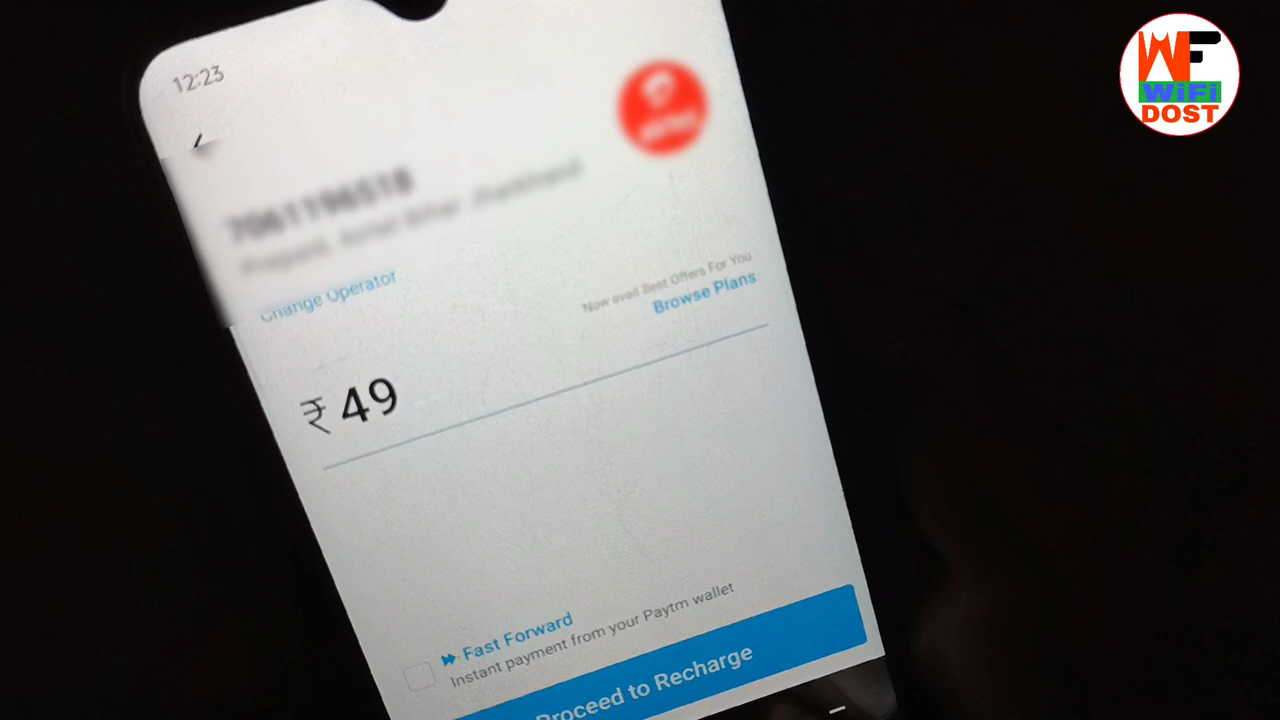 12:23
Change Operator
Now avail Best Offers For You
Browse Plans
₹ 49
Fast Forward
Instant payment from your Paytm wallet
Proceed to Recharge
WF
WiFi
DOST